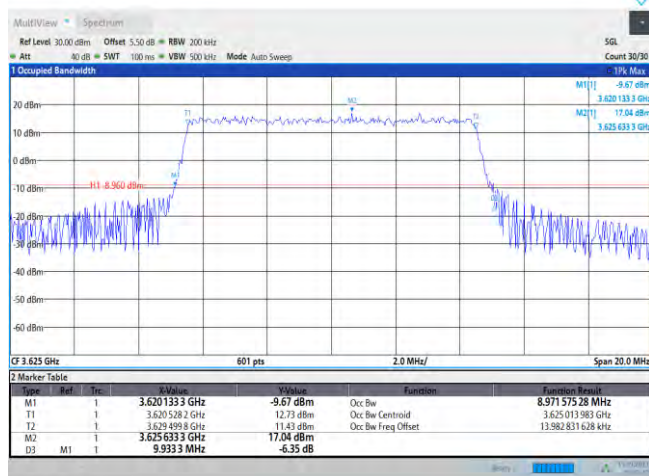 MultiView Spectrum
Ref Level 30.00 dBm Offset 5.50 dB RBW 200 kHz SGL
Att 40 dB SWT 100 ms VBW 500 kHz Mode Auto Sweep Count 30/30
1 Occupied Bandwidth 1Pk Max
M1[1] -9.67 dBm
3.620 133 3 GHz
M2[1] 17.04 dBm
3.625 633 3 GHz
20 dBm
M2
T1
T2
10 dBm
0 dBm
M1
H1 -8.960 dBm
-10 dBm
-20 dBm
-30 dBm
-40 dBm
-50 dBm
-60 dBm
CF 3.625 GHz 601 pts 2.0 MHz/ Span 20.0 MHz
2 Marker Table
Type Ref Trc X-Value Y-Value Function Function Result
M1 1 3.620 133 3 GHz -9.67 dBm Occ Bw 8.971 575 28 MHz
T1 1 3.620 528 2 GHz 12.73 dBm Occ Bw Centroid 3.625 013 983 GHz
T2 1 3.629 499 8 GHz 11.43 dBm Occ Bw Freq Offset 13.982 831 628 kHz
M2 1 3.625 633 3 GHz 17.04 dBm
D3 M1 1 9.933 3 MHz -6.35 dB